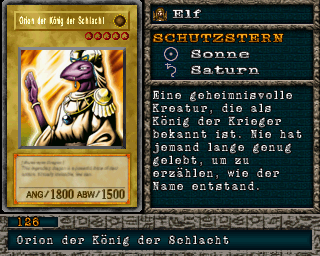 Orion der König der Schlacht
ANG/1800 ABW/1500
Elf
SCHUTZSTERN
Sonne
Saturn
Eine geheimnisvolle
Kreatur, die als
König der Krieger
bekannt ist. Nie hat
jemand lange genug
gelebt, um zu
erzählen, wie der
Name entstand.
126
Orion der König der Schlacht